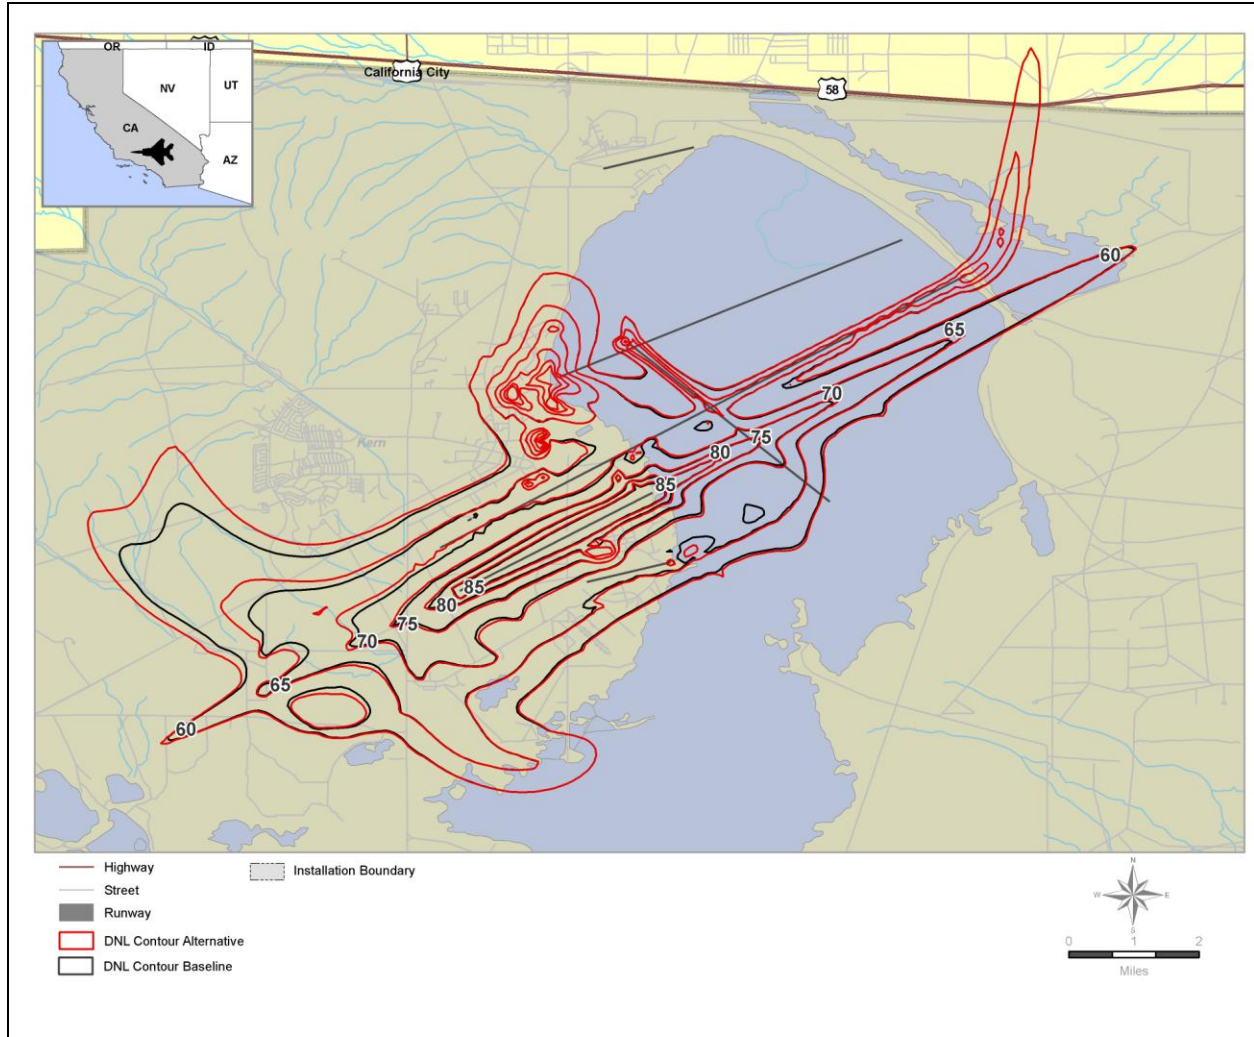 OR
ID
NV
UT
CA
AZ
California City
58
60
65
70
Kern
75
80
85
85
80
75
70
65
60
Highway
Street
Runway
DNL Contour Alternative
DNL Contour Baseline
Installation Boundary
N
W
E
S
0 1 2
Miles